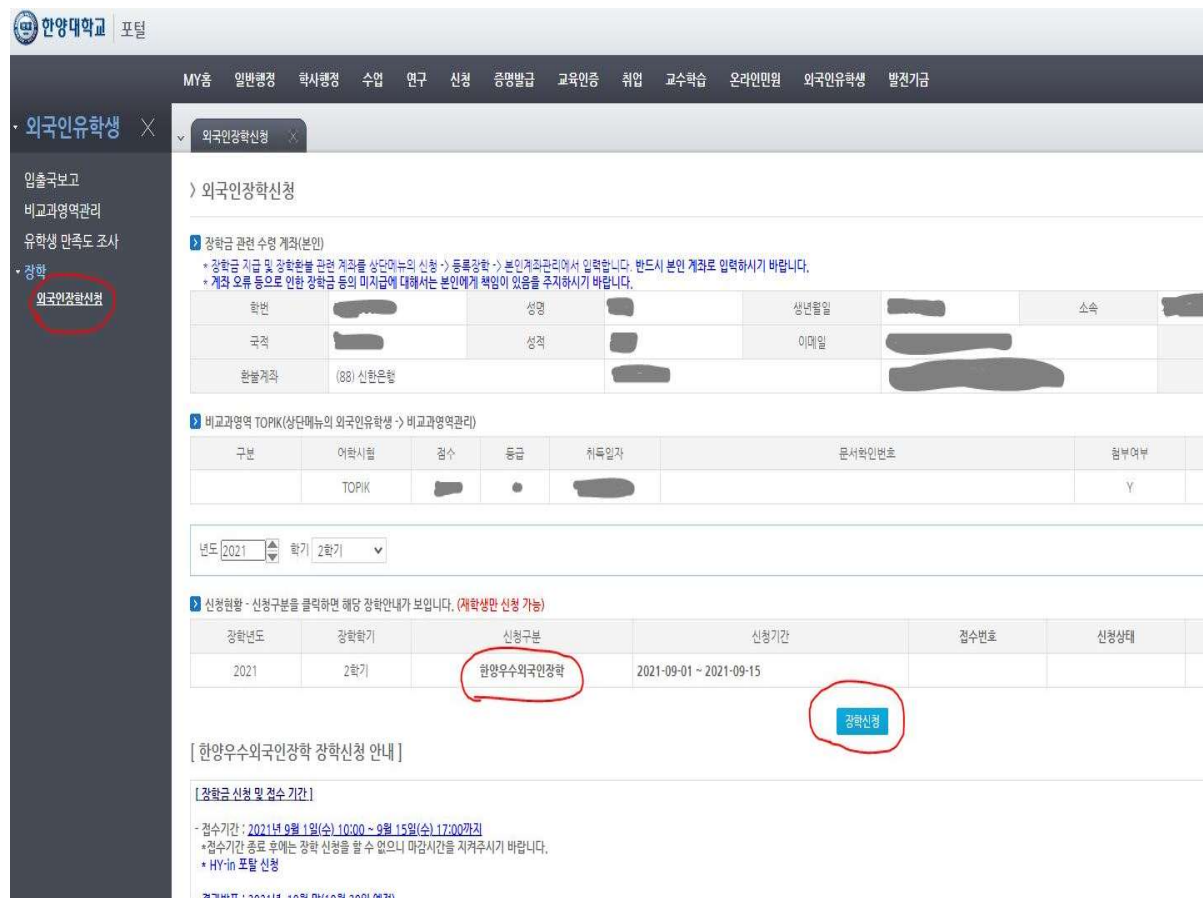 한양대학교 포털
MY홈 일반행정 학사행정 수업 연구 신청 증명발급 교육인증 취업 교수학습 온라인민원 외국인유학생 발전기금
외국인유학생
입출국보고
비교과영역관리
유학생 만족도 조사
장학
외국인장학신청
외국인장학신청
> 외국인장학신청
장학금 관련 수령 계좌(본인)
* 장학금 지급 및 장학환불 관련 계좌를 상단메뉴의 신청 -> 등록장학 -> 본인계좌관리에서 입력합니다. 반드시 본인 계좌로 입력하시기 바랍니다.
* 계좌 오류 등으로 인한 장학금 등의 미지급에 대해서는 본인에게 책임이 있음을 주지하시기 바랍니다.
학번 성명 생년월일 소속
국적 성적 이메일
환불계좌 (88) 신한은행
비교과영역 TOPIK(상단메뉴의 외국인유학생 -> 비교과영역관리)
구분 어학시험 점수 등급 취득일자 문서확인번호 첨부여부
TOPIK Y
년도 2021 학기 2학기
신청현황 - 신청구분을 클릭하면 해당 장학안내가 보입니다. (재학생만 신청 가능)
장학년도 장학학기 신청구분 신청기간 접수번호 신청상태
2021 2학기 한양우수외국인장학 2021-09-01 ~ 2021-09-15
장학신청
[ 한양우수외국인장학 장학신청 안내 ]
[ 장학금 신청 및 접수 기간 ]
- 접수기간 : 2021년 9월 1일(수) 10:00 ~ 9월 15일(수) 17:00까지
*접수기간 종료 후에는 장학 신청을 할 수 없으니 마감시간을 지켜주시기 바랍니다.
* HY-in 포탈 신청